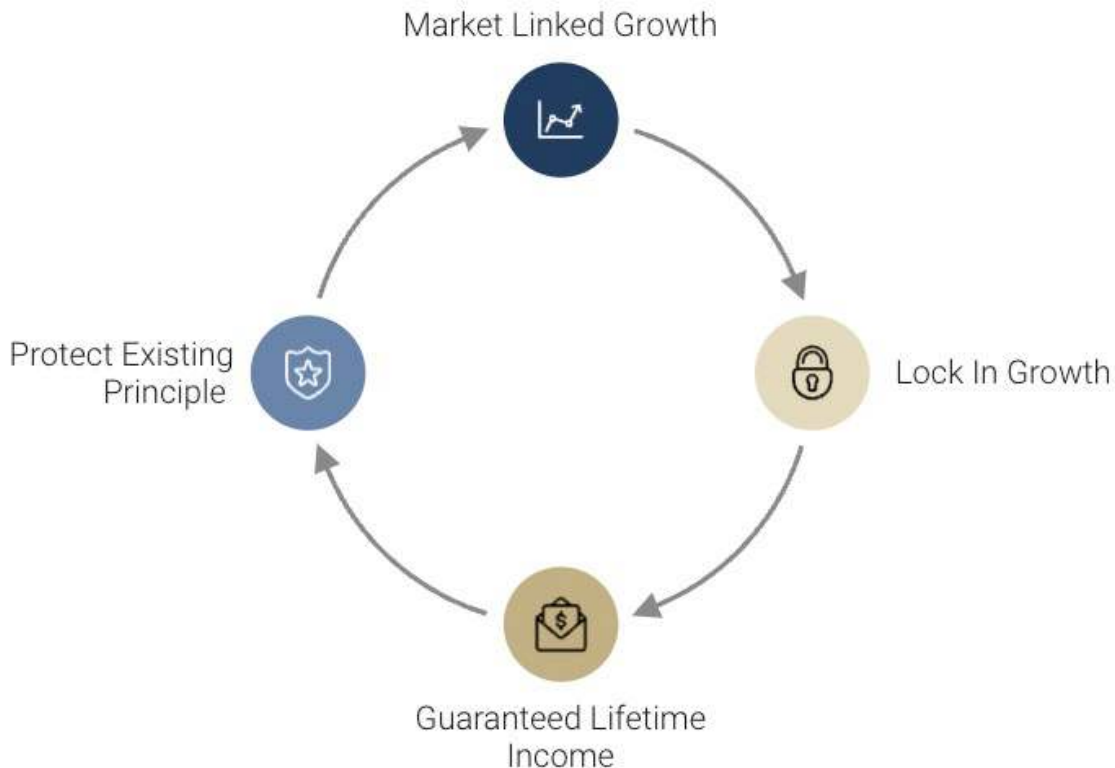 Market Linked Growth
Protect Existing
Principle
Lock In Growth
$
Guaranteed Lifetime
Income